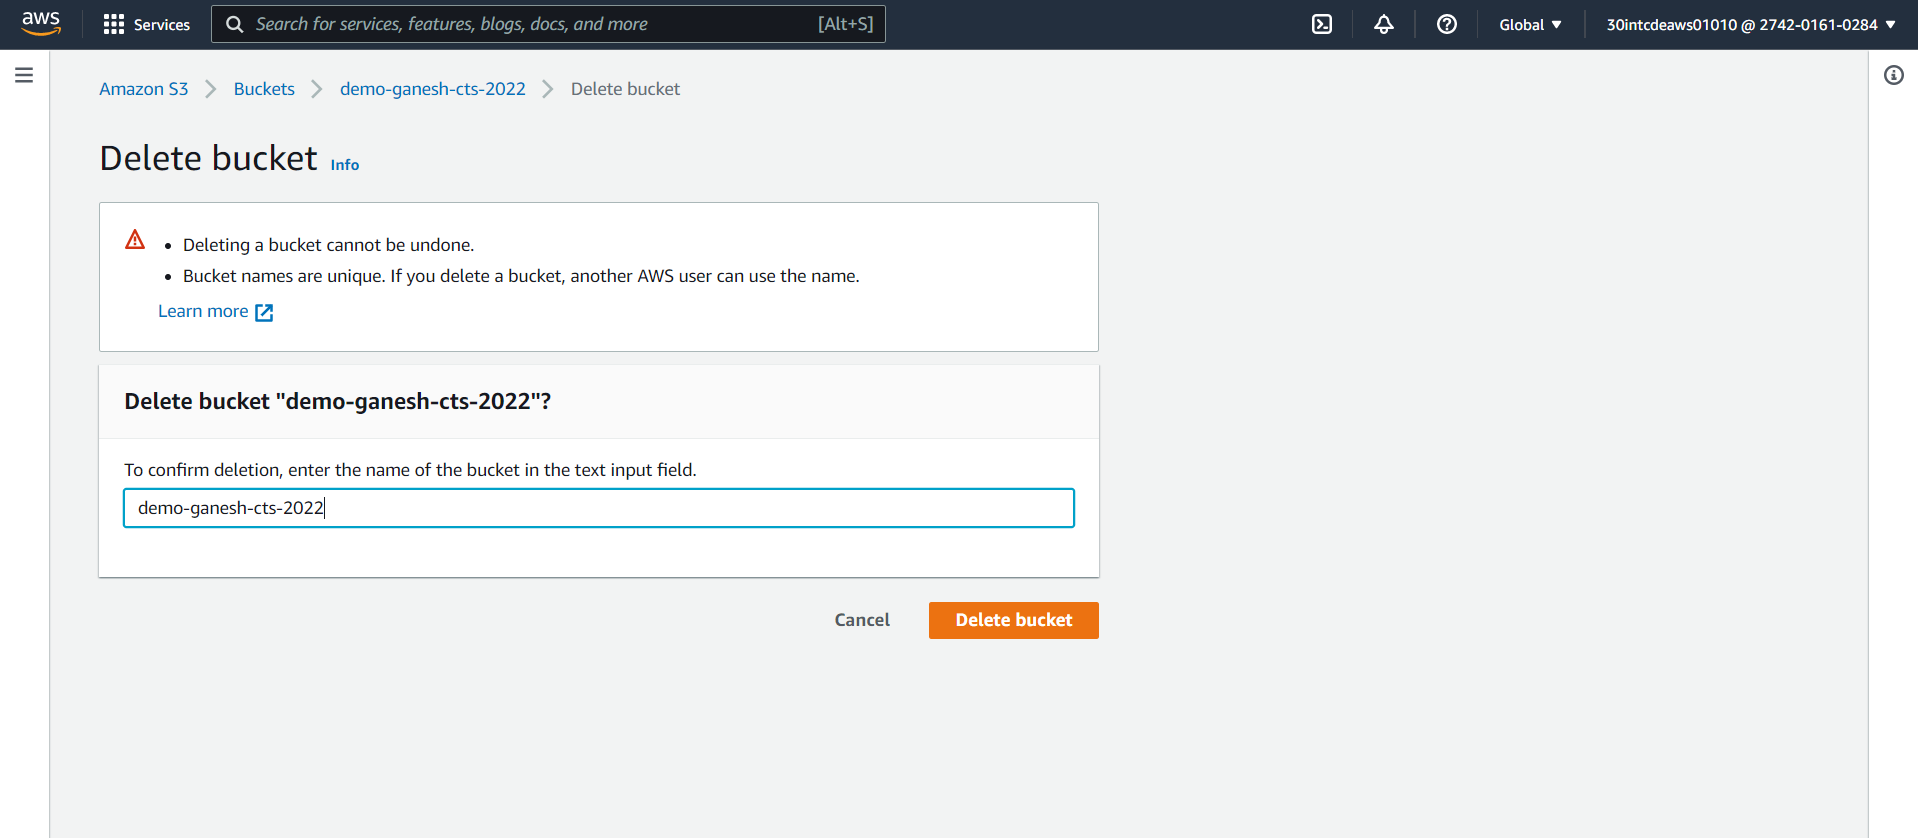 aws Services Search for services, features, blogs, docs, and more [Alt+S] Global 30intcdeaws01010 @ 2742-0161-0284
Amazon S3 Buckets demo-ganesh-cts-2022 Delete bucket
Delete bucket Info
Deleting a bucket cannot be undone.
Bucket names are unique. If you delete a bucket, another AWS user can use the name.
Learn more
Delete bucket "demo-ganesh-cts-2022"?
To confirm deletion, enter the name of the bucket in the text input field.
demo-ganesh-cts-2022
Cancel Delete bucket